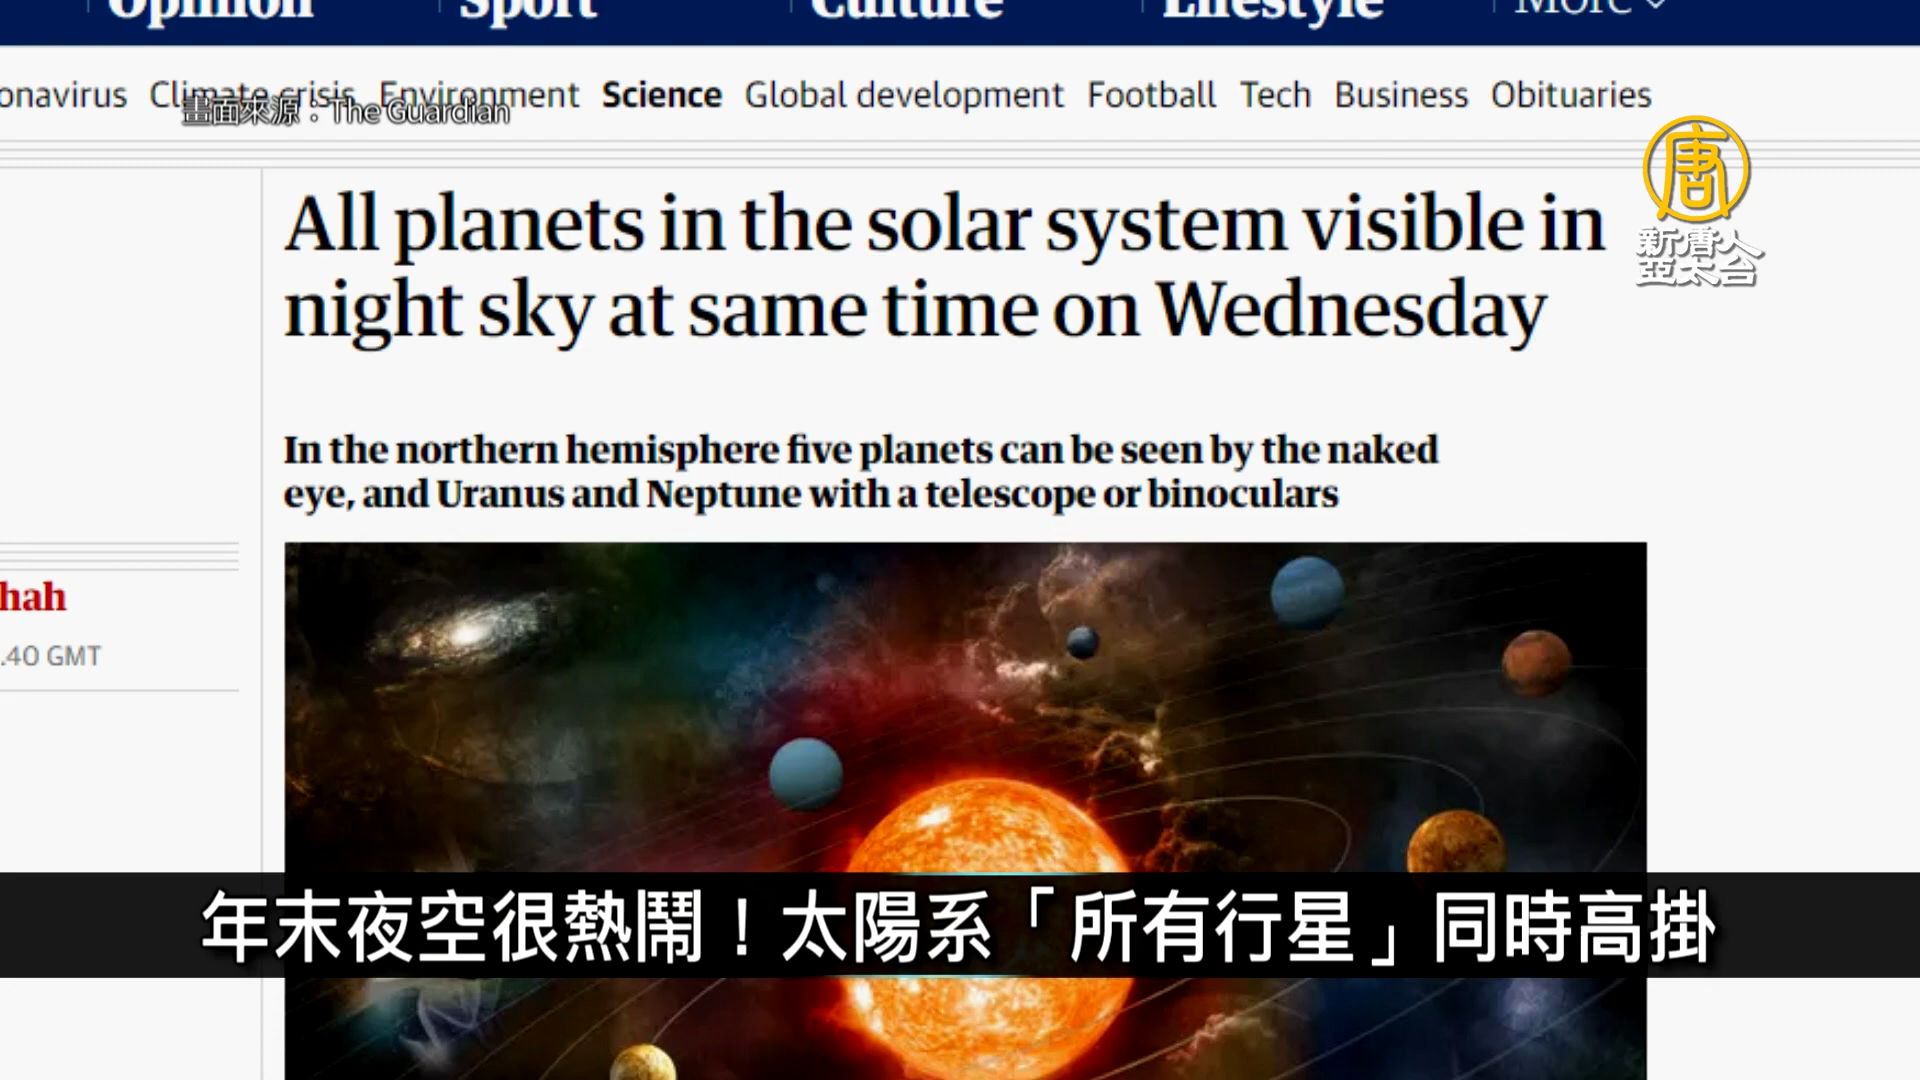 Opinion Sport Culture Lifestyle More
onavirus Climate crisis Environment Science Global development Football Tech Business Obituaries
畫面來源：The Guardian
唐
新唐人
亞太台
All planets in the solar system visible in
night sky at same time on Wednesday
In the northern hemisphere five planets can be seen by the naked
eye, and Uranus and Neptune with a telescope or binoculars
hah
.40 GMT
年末夜空很熱鬧！太陽系「所有行星」同時高掛